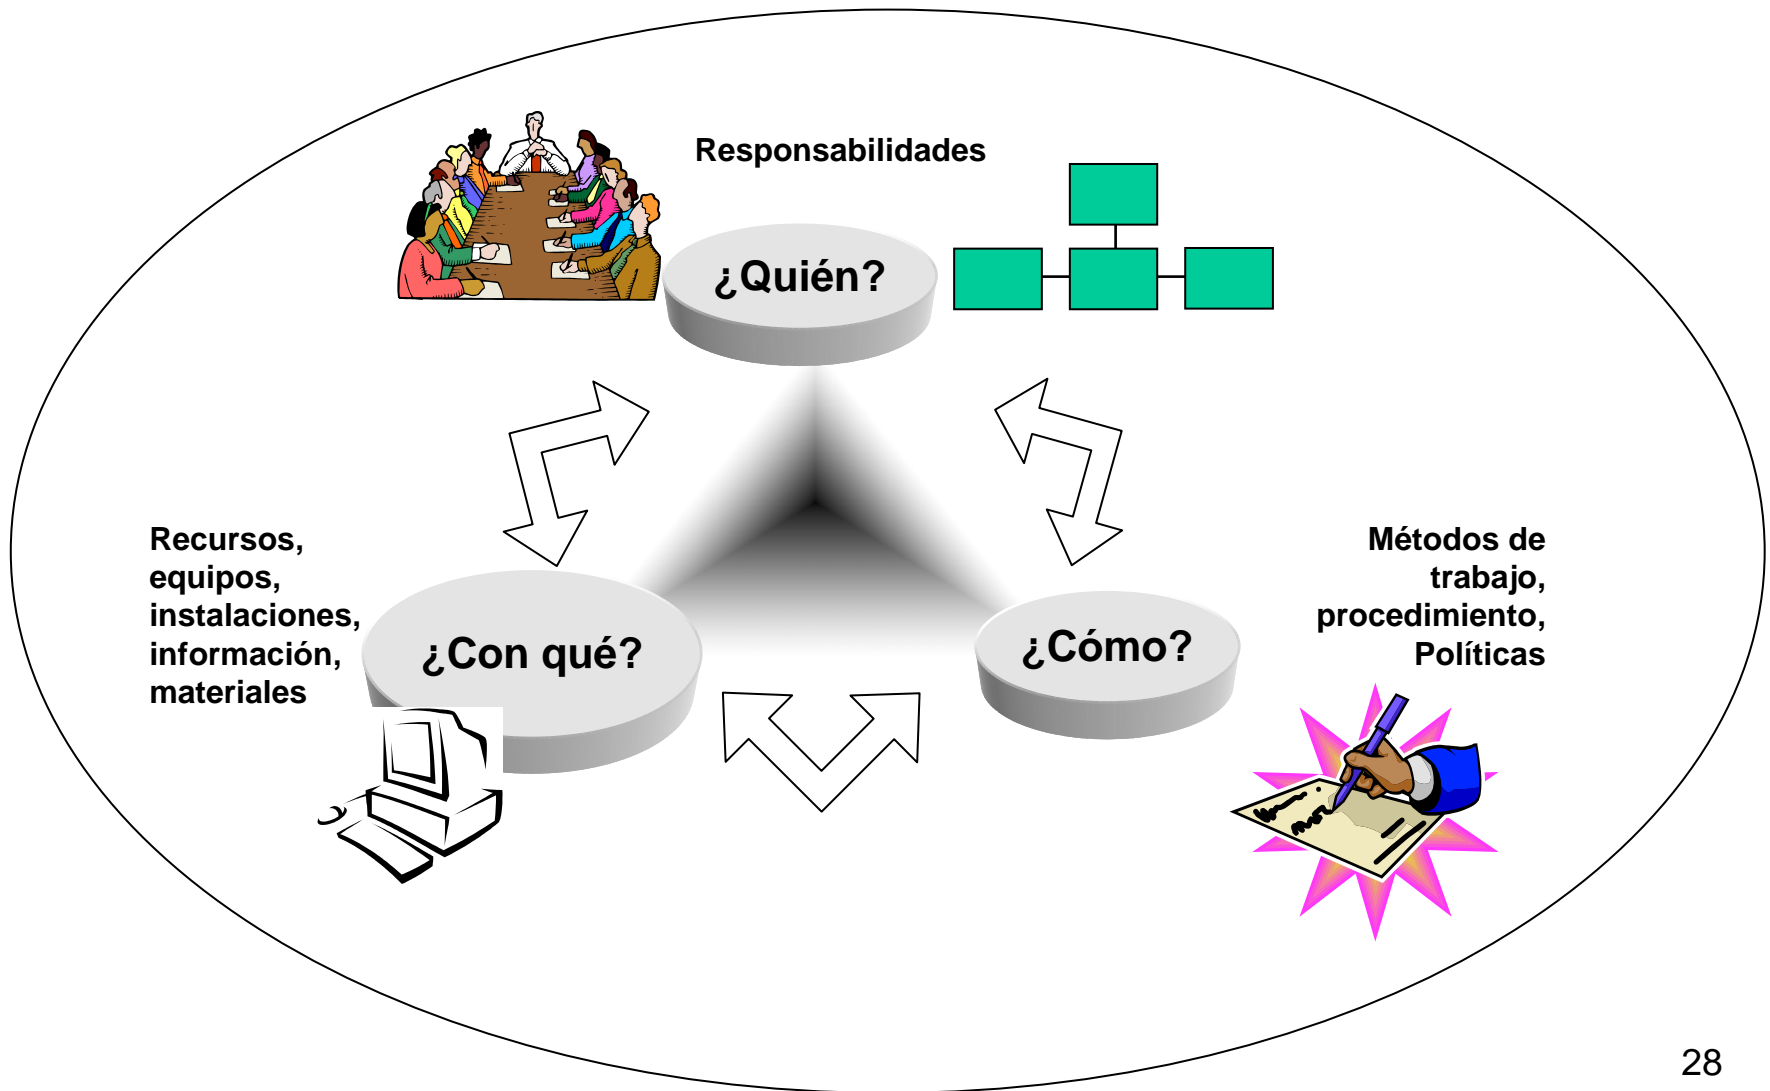 Responsabilidades
¿Quién?
Recursos,
equipos,
instalaciones,
información,
materiales
¿Con qué?
¿Cómo?
Métodos de
trabajo,
procedimiento,
Políticas
28